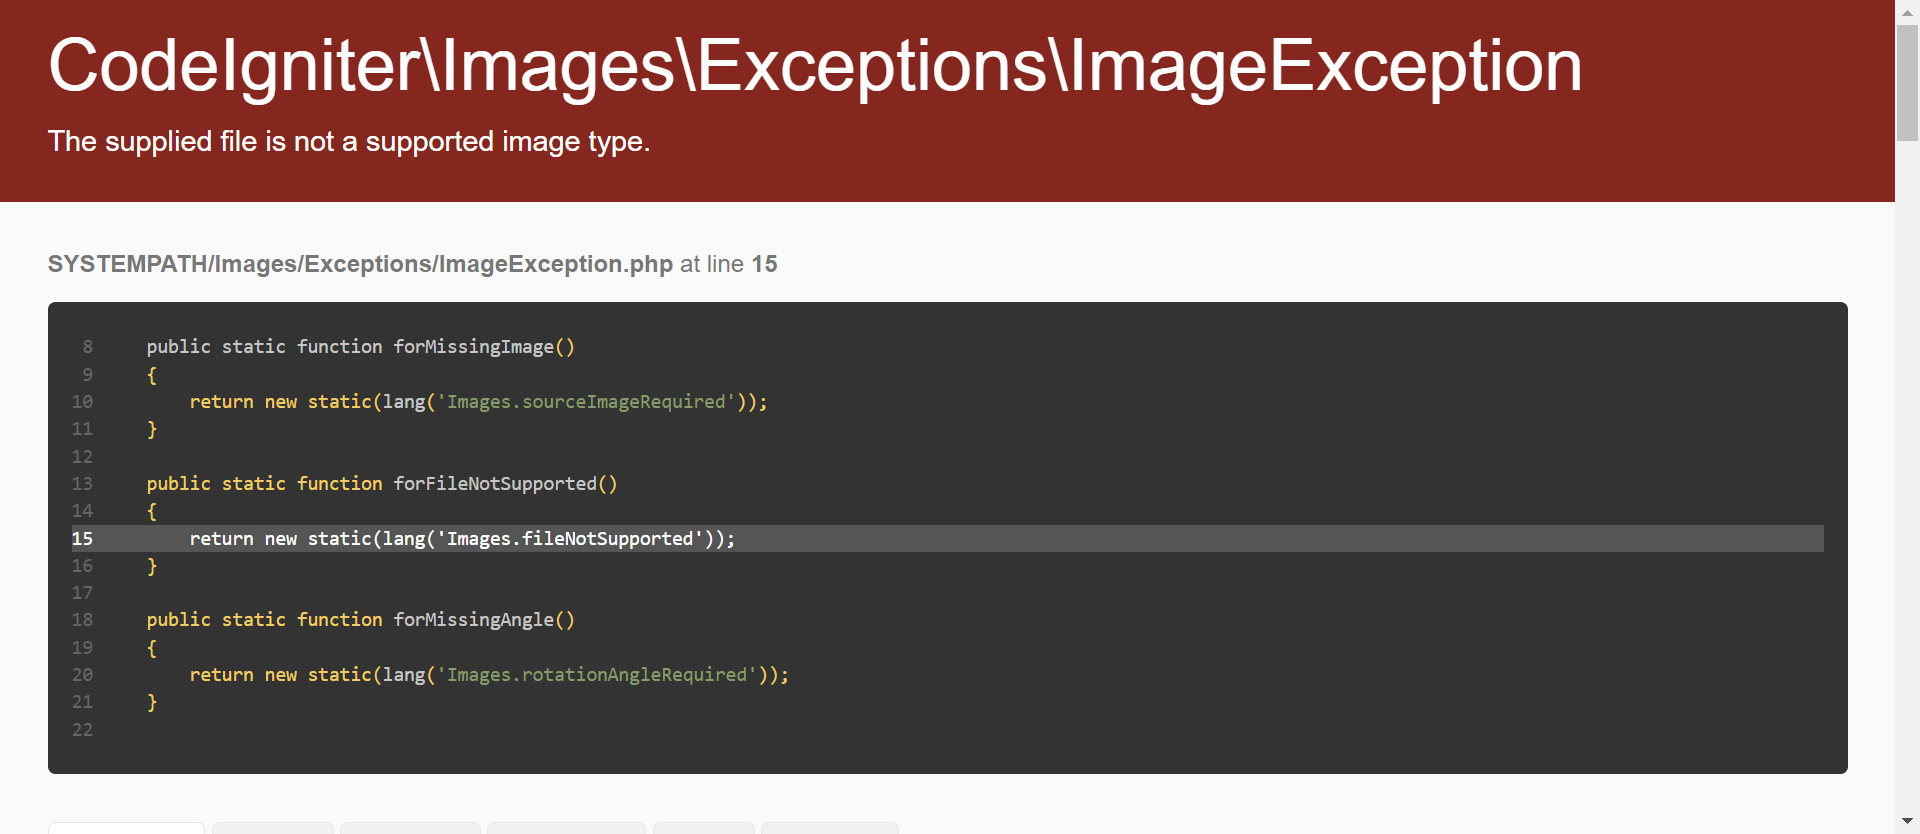 CodeIgniter\Images\Exceptions\ImageException
The supplied file is not a supported image type.
SYSTEMPATH/Images/Exceptions/ImageException.php at line 15
8     public static function forMissingImage()
9     {
10         return new static(lang('Images.sourceImageRequired'));
11     }
12
13     public static function forFileNotSupported()
14     {
15         return new static(lang('Images.fileNotSupported'));
16     }
17
18     public static function forMissingAngle()
19     {
20         return new static(lang('Images.rotationAngleRequired'));
21     }
22